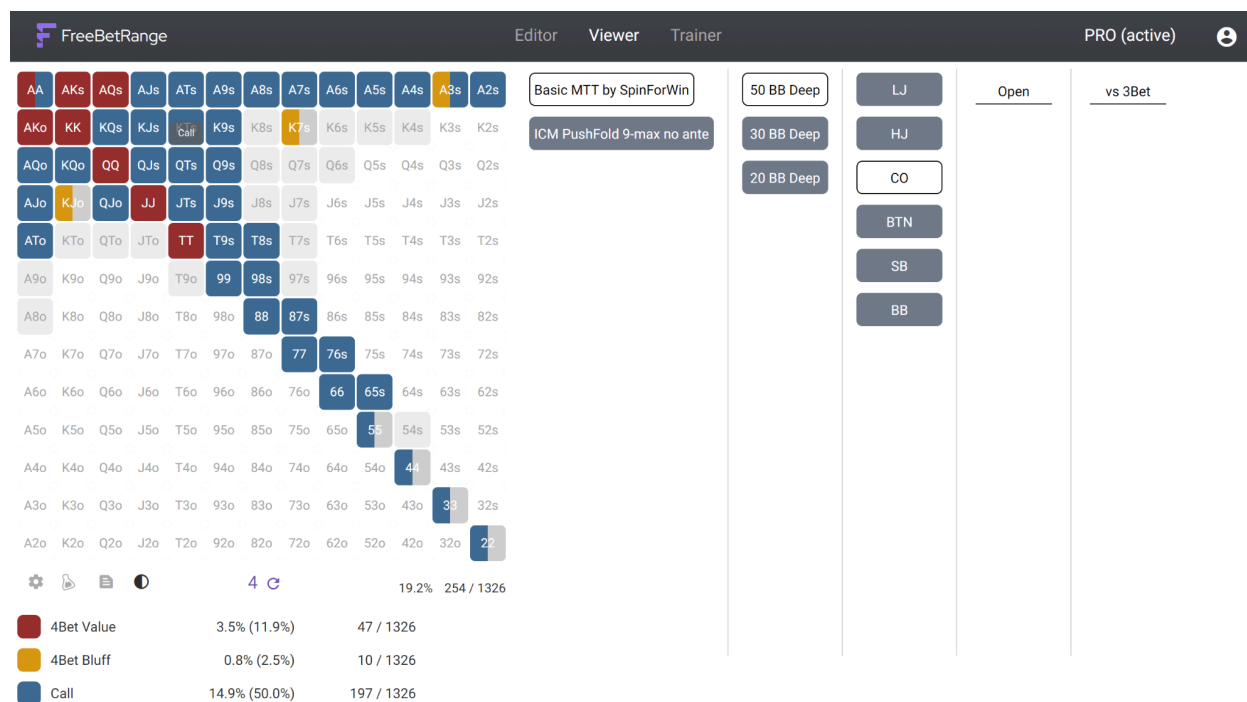 FreeBetRange Editor Viewer Trainer PRO (active)
AA AKs AQs AJs ATs A9s A8s A7s A6s A5s A4s A3s A2s
AKo KK KQs KJs Call K9s K8s K7s K6s K5s K4s K3s K2s
AQo KQo QQ QJs QTs Q9s Q8s Q7s Q6s Q5s Q4s Q3s Q2s
AJo KJo QJo JJ JTs J9s J8s J7s J6s J5s J4s J3s J2s
ATo KTo QTo JTo TT T9s T8s T7s T6s T5s T4s T3s T2s
A9o K9o Q9o J9o T9o 99 98s 97s 96s 95s 94s 93s 92s
A8o K8o Q8o J8o T8o 98o 88 87s 86s 85s 84s 83s 82s
A7o K7o Q7o J7o T7o 97o 87o 77 76s 75s 74s 73s 72s
A6o K6o Q6o J6o T6o 96o 86o 76o 66 65s 64s 63s 62s
A5o K5o Q5o J5o T5o 95o 85o 75o 65o 55 54s 53s 52s
A4o K4o Q4o J4o T4o 94o 84o 74o 64o 54o 44 43s 42s
A3o K3o Q3o J3o T3o 93o 83o 73o 63o 53o 43o 33 32s
A2o K2o Q2o J2o T2o 92o 82o 72o 62o 52o 42o 32o 22
4 19.2% 254 / 1326
4Bet Value 3.5% (11.9%) 47 / 1326
4Bet Bluff 0.8% (2.5%) 10 / 1326
Call 14.9% (50.0%) 197 / 1326
Basic MTT by SpinForWin
ICM PushFold 9-max no ante
50 BB Deep
30 BB Deep
20 BB Deep
LJ
HJ
CO
BTN
SB
BB
Open
vs 3Bet